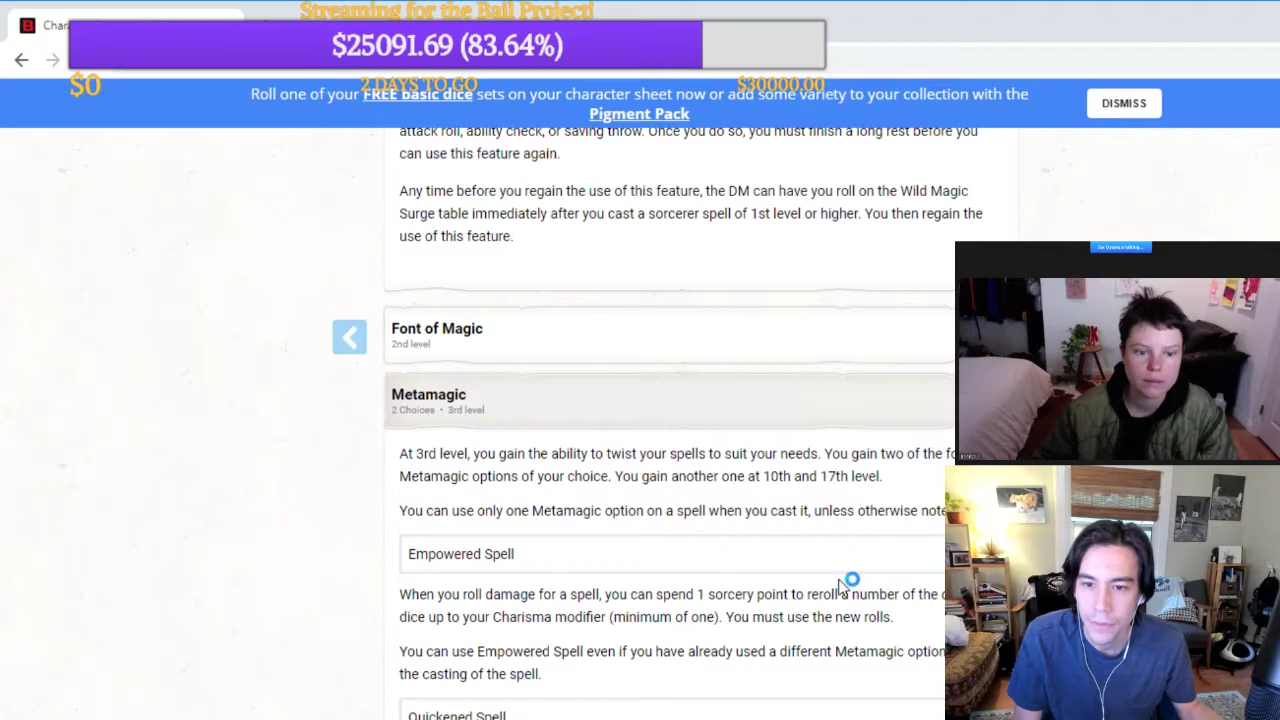 Streaming for the Bail Project!
Char
$25091.69 (83.64%)
$0
2 DAYS TO GO
$30000.00
Roll one of your FREE basic dice sets on your character sheet now or add some variety to your collection with the
Pigment Pack
DISMISS
attack roll, ability check, or saving throw. Once you do so, you must finish a long rest before you
can use this feature again.
Any time before you regain the use of this feature, the DM can have you roll on the Wild Magic
Surge table immediately after you cast a sorcerer spell of 1st level or higher. You then regain the
use of this feature.
Font of Magic
2nd level
Metamagic
2 Choices • 3rd level
At 3rd level, you gain the ability to twist your spells to suit your needs. You gain two of the fo
Metamagic options of your choice. You gain another one at 10th and 17th level.
You can use only one Metamagic option on a spell when you cast it, unless otherwise note
Empowered Spell
When you roll damage for a spell, you can spend 1 sorcery point to reroll a number of the
dice up to your Charisma modifier (minimum of one). You must use the new rolls.
You can use Empowered Spell even if you have already used a different Metamagic option
the casting of the spell.
Quickened Spell